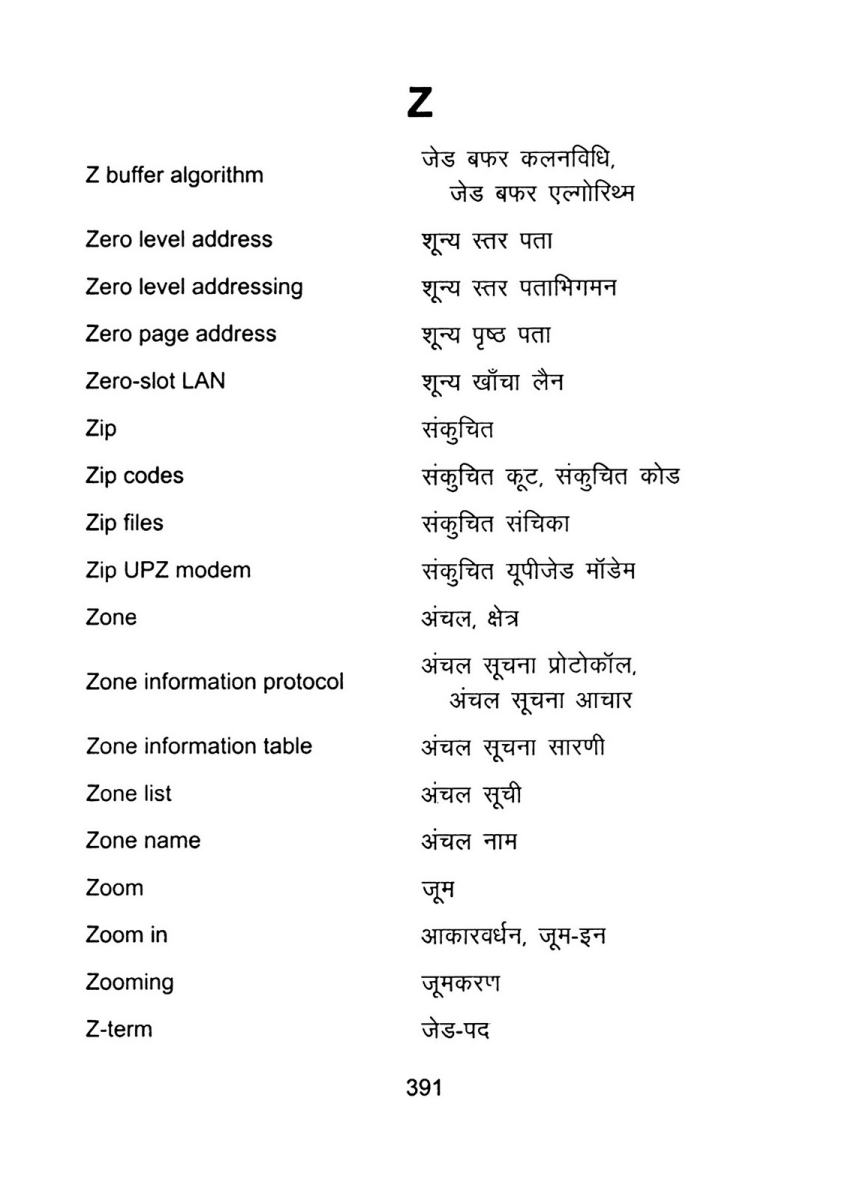 Z
Z buffer algorithm जेड बफर कलनविधि,
जेड बफर एल्गोरिथ्म
Zero level address शून्य स्तर पता
Zero level addressing शून्य स्तर पताभिगमन
Zero page address शून्य पृष्ठ पता
Zero-slot LAN शून्य खाँचा लैन
Zip संकुचित
Zip codes संकुचित कूट, संकुचित कोड
Zip files संकुचित संचिका
Zip UPZ modem संकुचित यूपीजेड मॉडेम
Zone अंचल, क्षेत्र
Zone information protocol अंचल सूचना प्रोटोकॉल,
अंचल सूचना आचार
Zone information table अंचल सूचना सारणी
Zone list अंचल सूची
Zone name अंचल नाम
Zoom जूम
Zoom in आकारवर्धन, जूम-इन
Zooming जूमकरण
Z-term जेड-पद
391